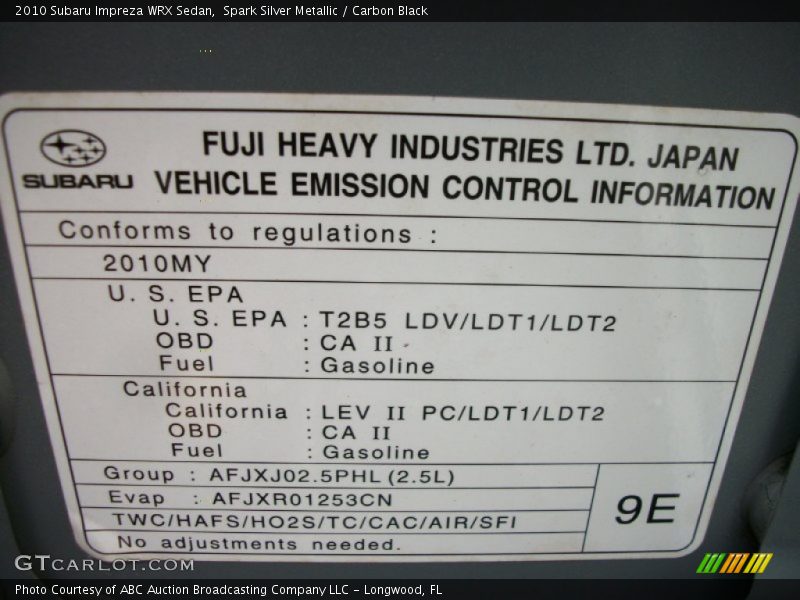 2010 Subaru Impreza WRX Sedan, Spark Silver Metallic / Carbon Black
SUBARU
FUJI HEAVY INDUSTRIES LTD. JAPAN
VEHICLE EMISSION CONTROL INFORMATION
Conforms to regulations :
2010MY
U. S. EPA
U. S. EPA : T2B5 LDV/LDT1/LDT2
OBD : CA II
Fuel : Gasoline
California
California : LEV II PC/LDT1/LDT2
OBD : CA II
Fuel : Gasoline
Group : AFJXJ02.5PHL (2.5L)
Evap : AFJXR01253CN
TWC/HAFS/HO2S/TC/CAC/AIR/SFI
No adjustments needed.
9E
GTCARLOT.COM
Photo Courtesy of ABC Auction Broadcasting Company LLC - Longwood, FL